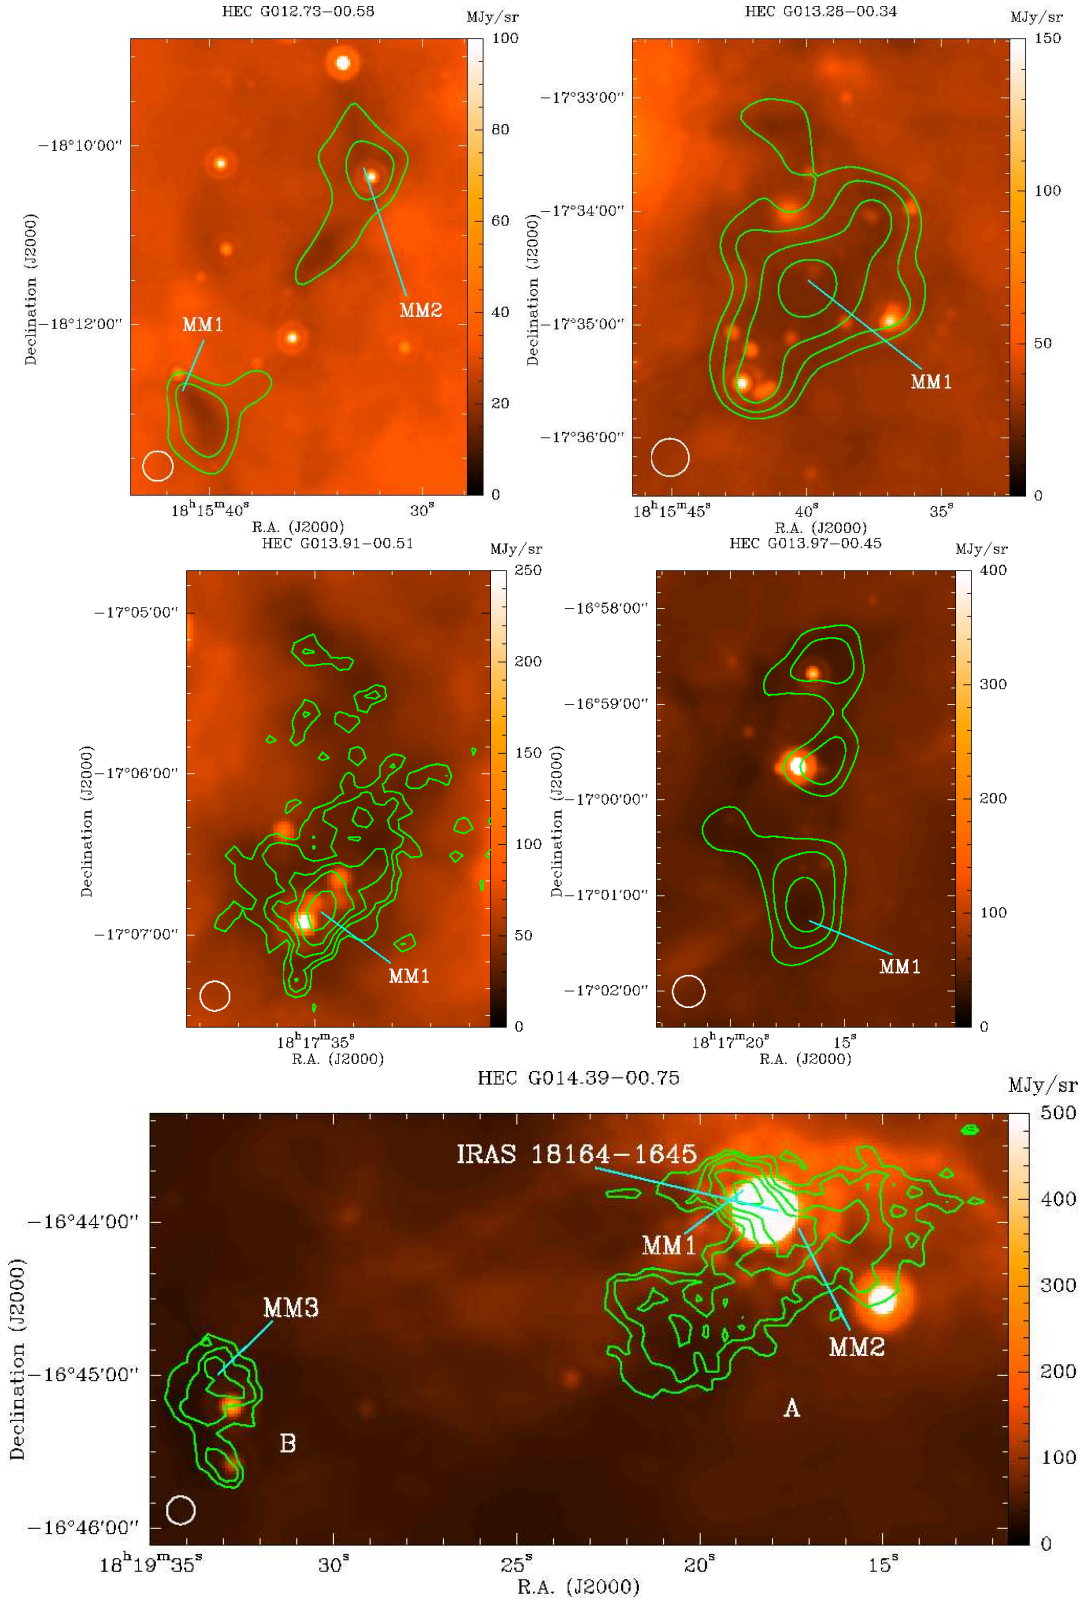 HEC G012.73−00.58
MJy/sr
100
80
60
40
20
0
−18°10'00"
−18°12'00"
Declination (J2000)
MM2
MM1
18ʰ15ᵐ40ˢ
30ˢ
R.A. (J2000)
HEC G013.28−00.34
MJy/sr
150
100
50
0
−17°33'00"
−17°34'00"
−17°35'00"
−17°36'00"
Declination (J2000)
MM1
18ʰ15ᵐ45ˢ
40ˢ
35ˢ
R.A. (J2000)
HEC G013.91−00.51
MJy/sr
250
200
150
100
50
0
−17°05'00"
−17°06'00"
−17°07'00"
Declination (J2000)
MM1
18ʰ17ᵐ35ˢ
R.A. (J2000)
HEC G013.97−00.45
MJy/sr
400
300
200
100
0
−16°58'00"
−16°59'00"
−17°00'00"
−17°01'00"
−17°02'00"
Declination (J2000)
MM1
18ʰ17ᵐ20ˢ
15ˢ
R.A. (J2000)
HEC G014.39−00.75
MJy/sr
500
400
300
200
100
0
−16°44'00"
−16°45'00"
−16°46'00"
Declination (J2000)
IRAS 18164−1645
MM1
MM3
MM2
A
B
18ʰ19ᵐ35ˢ
30ˢ
25ˢ
20ˢ
15ˢ
R.A. (J2000)